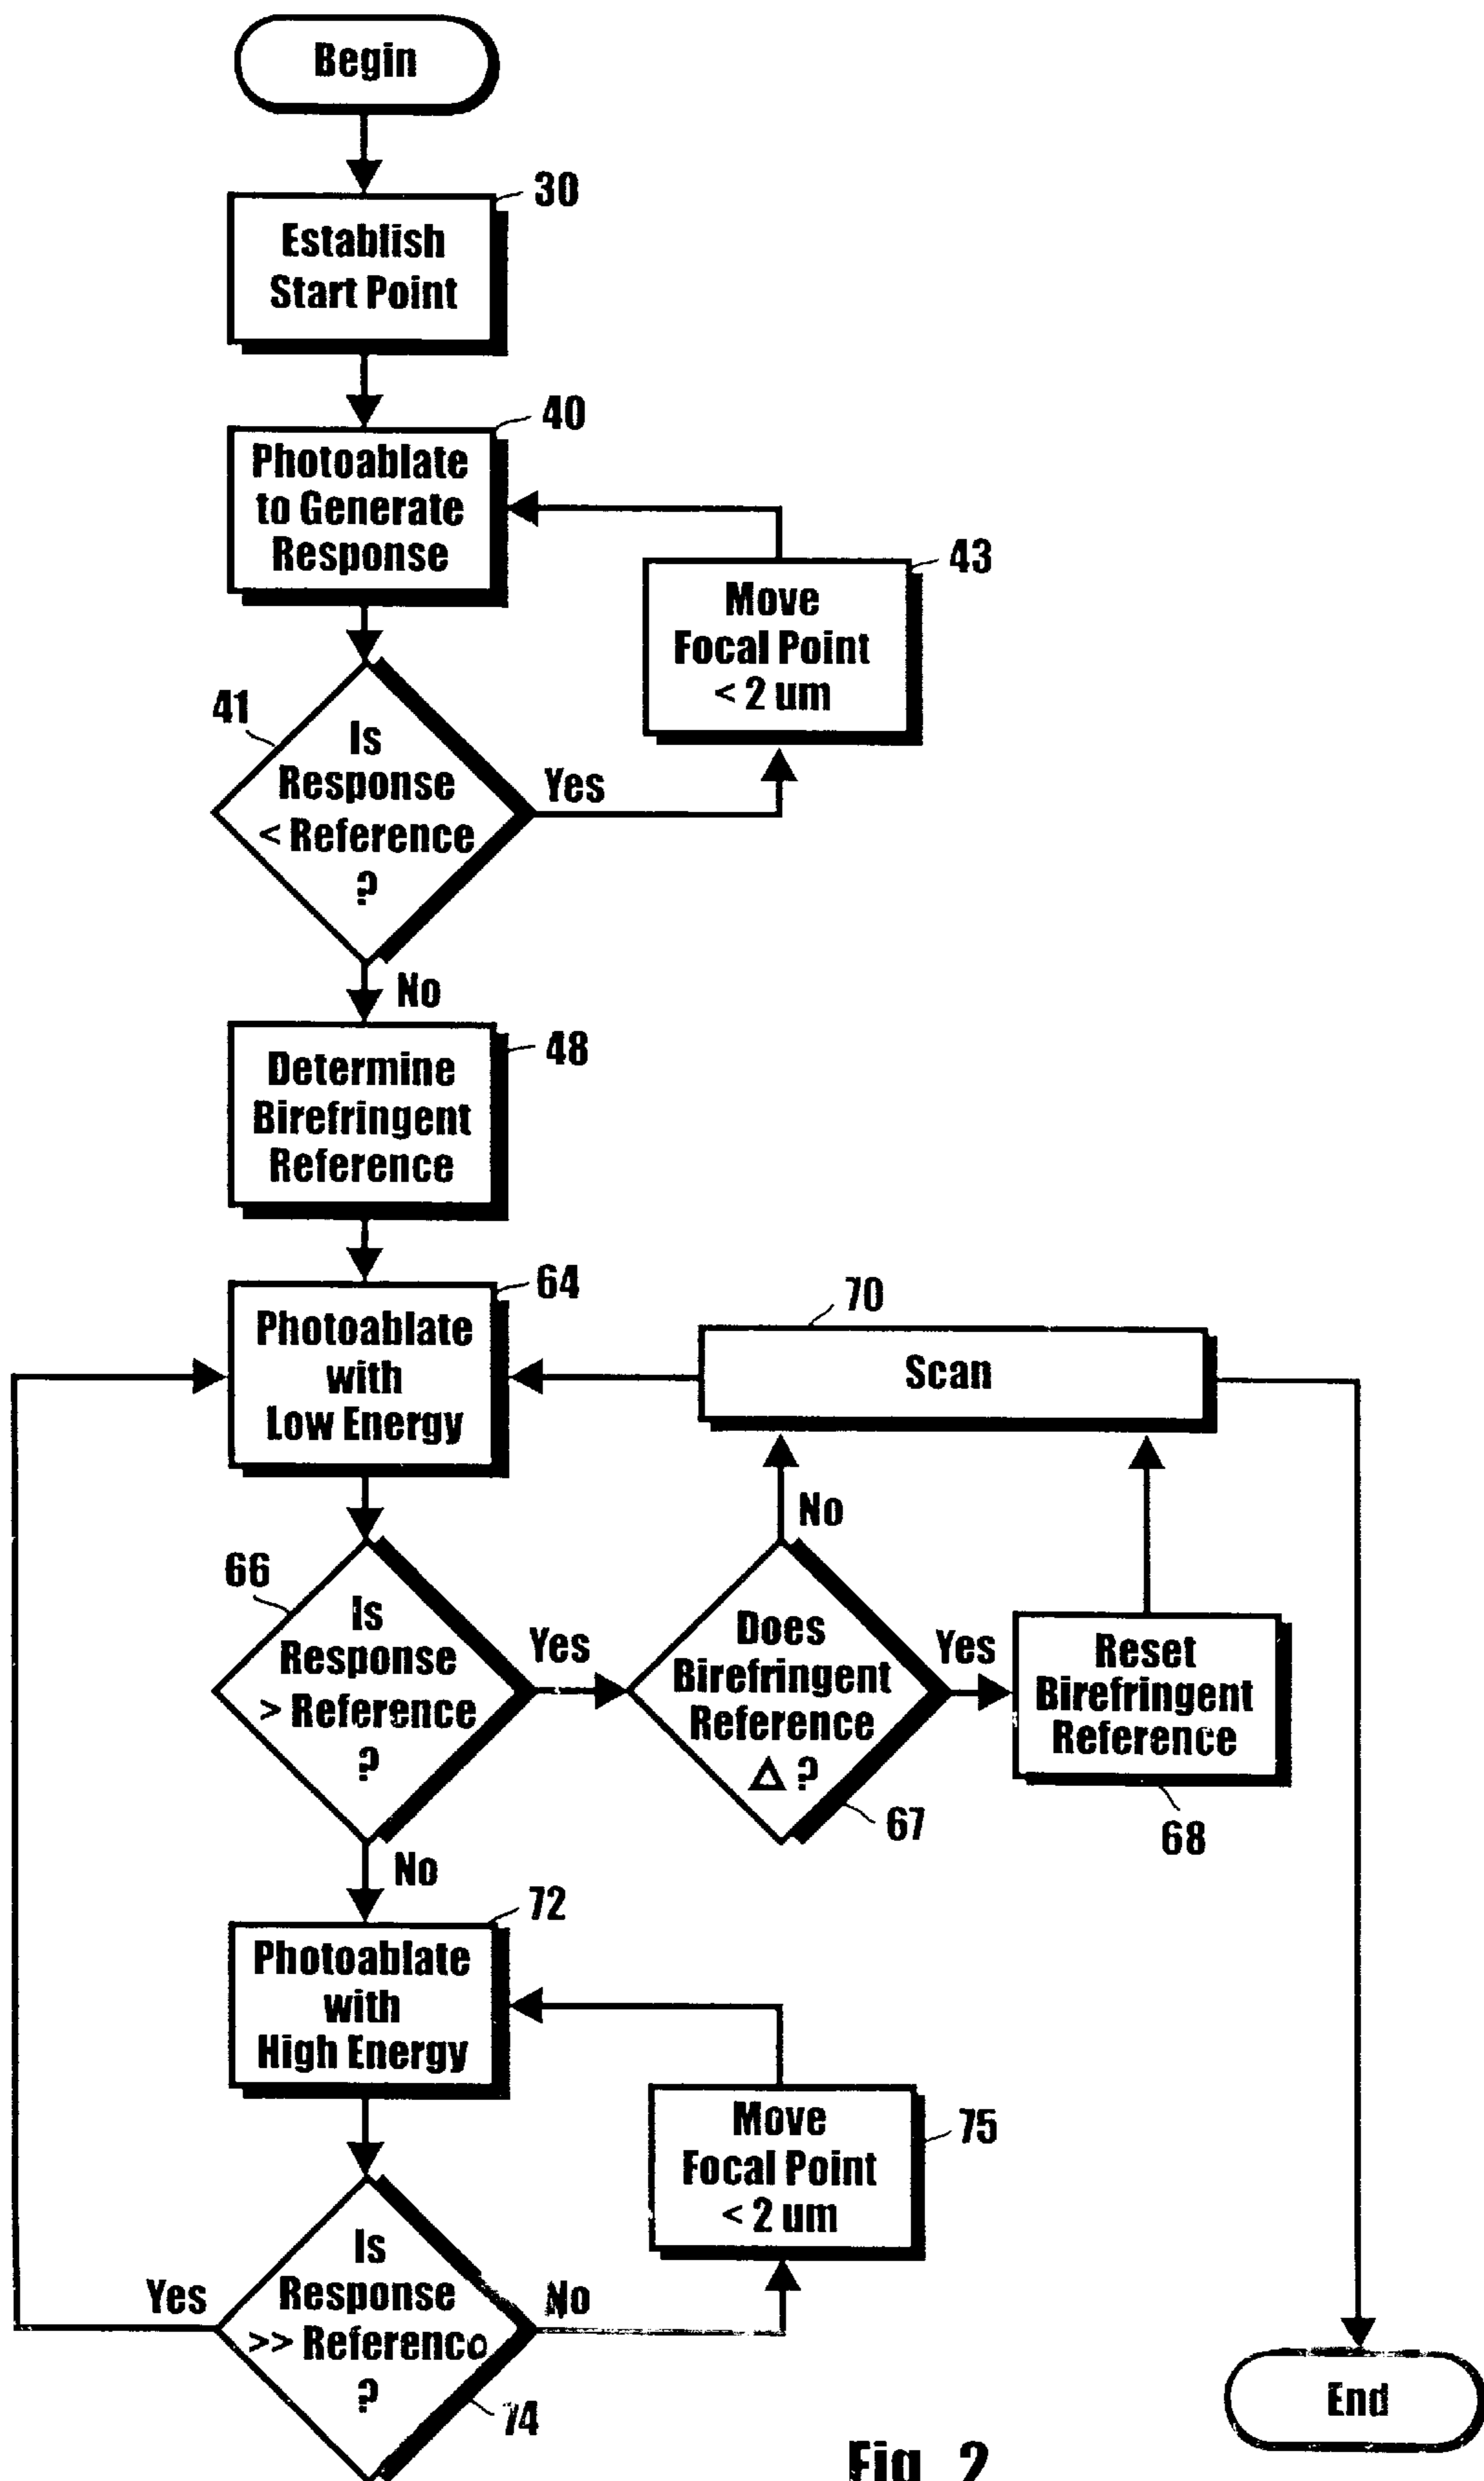 Begin
30
Establish
Start Point
40
Photoablate
to Generate
Response
43
Move
Focal Point
< 2 um
41
Is
Response
< Reference
?
Yes
No
48
Determine
Birefringent
Reference
64
Photoablate
with
Low Energy
70
Scan
No
66
Is
Response
> Reference
?
Yes
Does
Birefringent
Reference
△ ?
67
Yes
Reset
Birefringent
Reference
68
No
72
Photoablate
with
High Energy
75
Move
Focal Point
< 2 um
Yes
Is
Response
>> Reference
?
No
74
End
Fig. 2